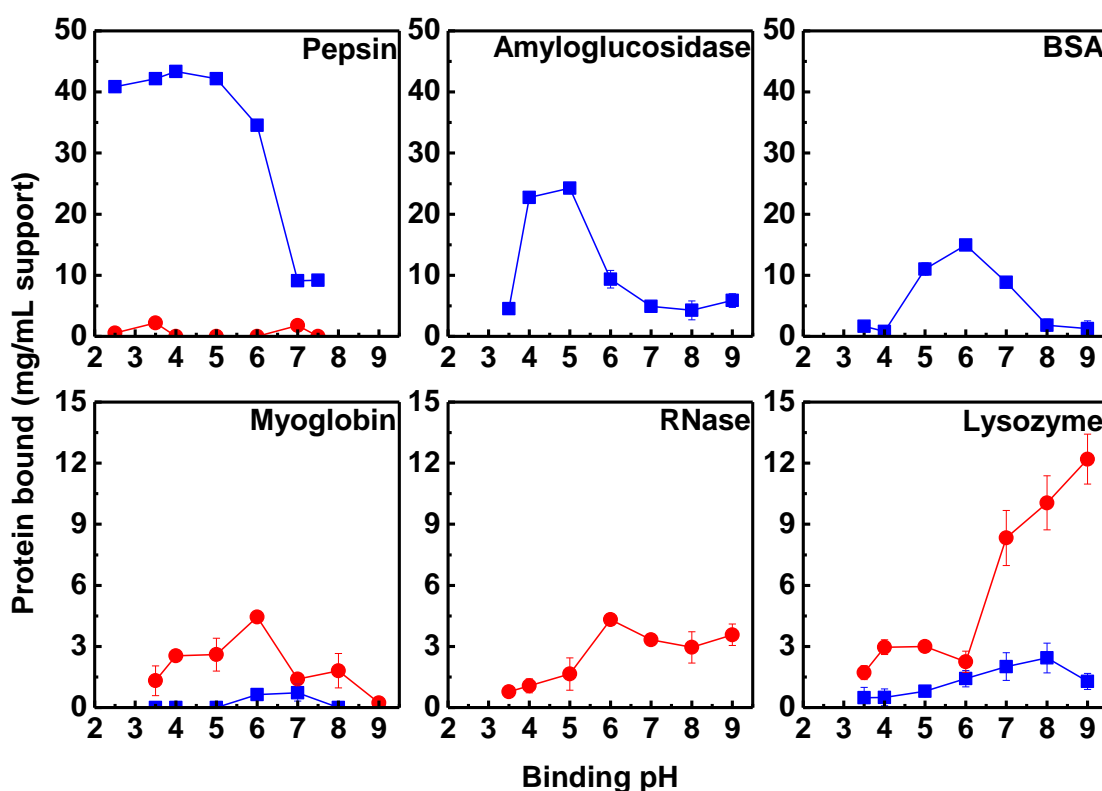 Protein bound (mg/mL support)
50 Pepsin
40
30
20
10
0
2 3 4 5 6 7 8 9
50 Amyloglucosidase
40
30
20
10
0
2 3 4 5 6 7 8 9
50 BSA
40
30
20
10
0
2 3 4 5 6 7 8 9
15 Myoglobin
12
9
6
3
0
2 3 4 5 6 7 8 9
15 RNase
12
9
6
3
0
2 3 4 5 6 7 8 9
15 Lysozyme
12
9
6
3
0
2 3 4 5 6 7 8 9
Binding pH